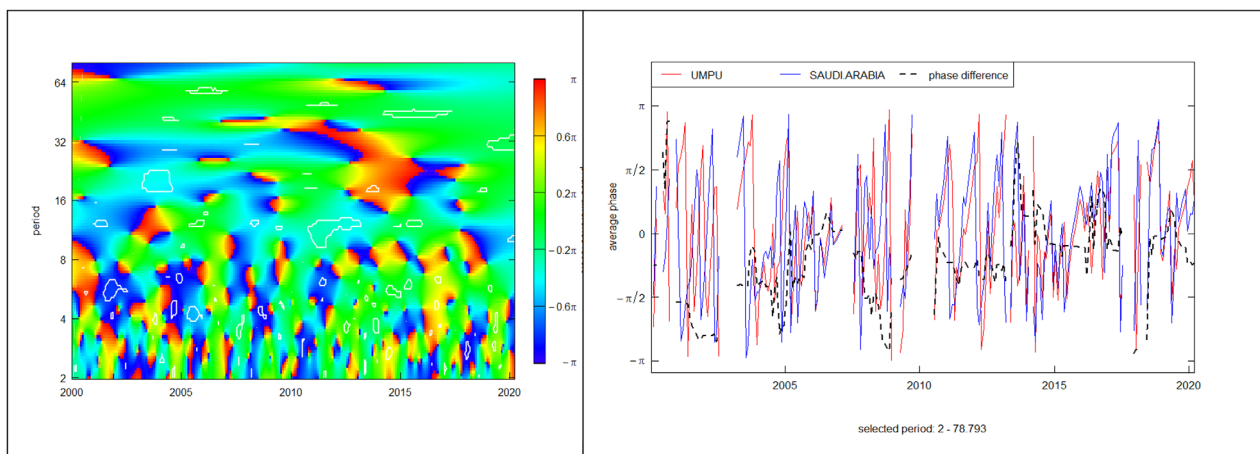 period
64
32
16
8
4
2
2000
2005
2010
2015
2020
π
0.6π
0.2π
-0.2π
-0.6π
-π
UMPU SAUDI.ARABIA phase difference
average phase
π
π/2
0
-π/2
-π
2005
2010
2015
2020
selected period: 2 - 78.793